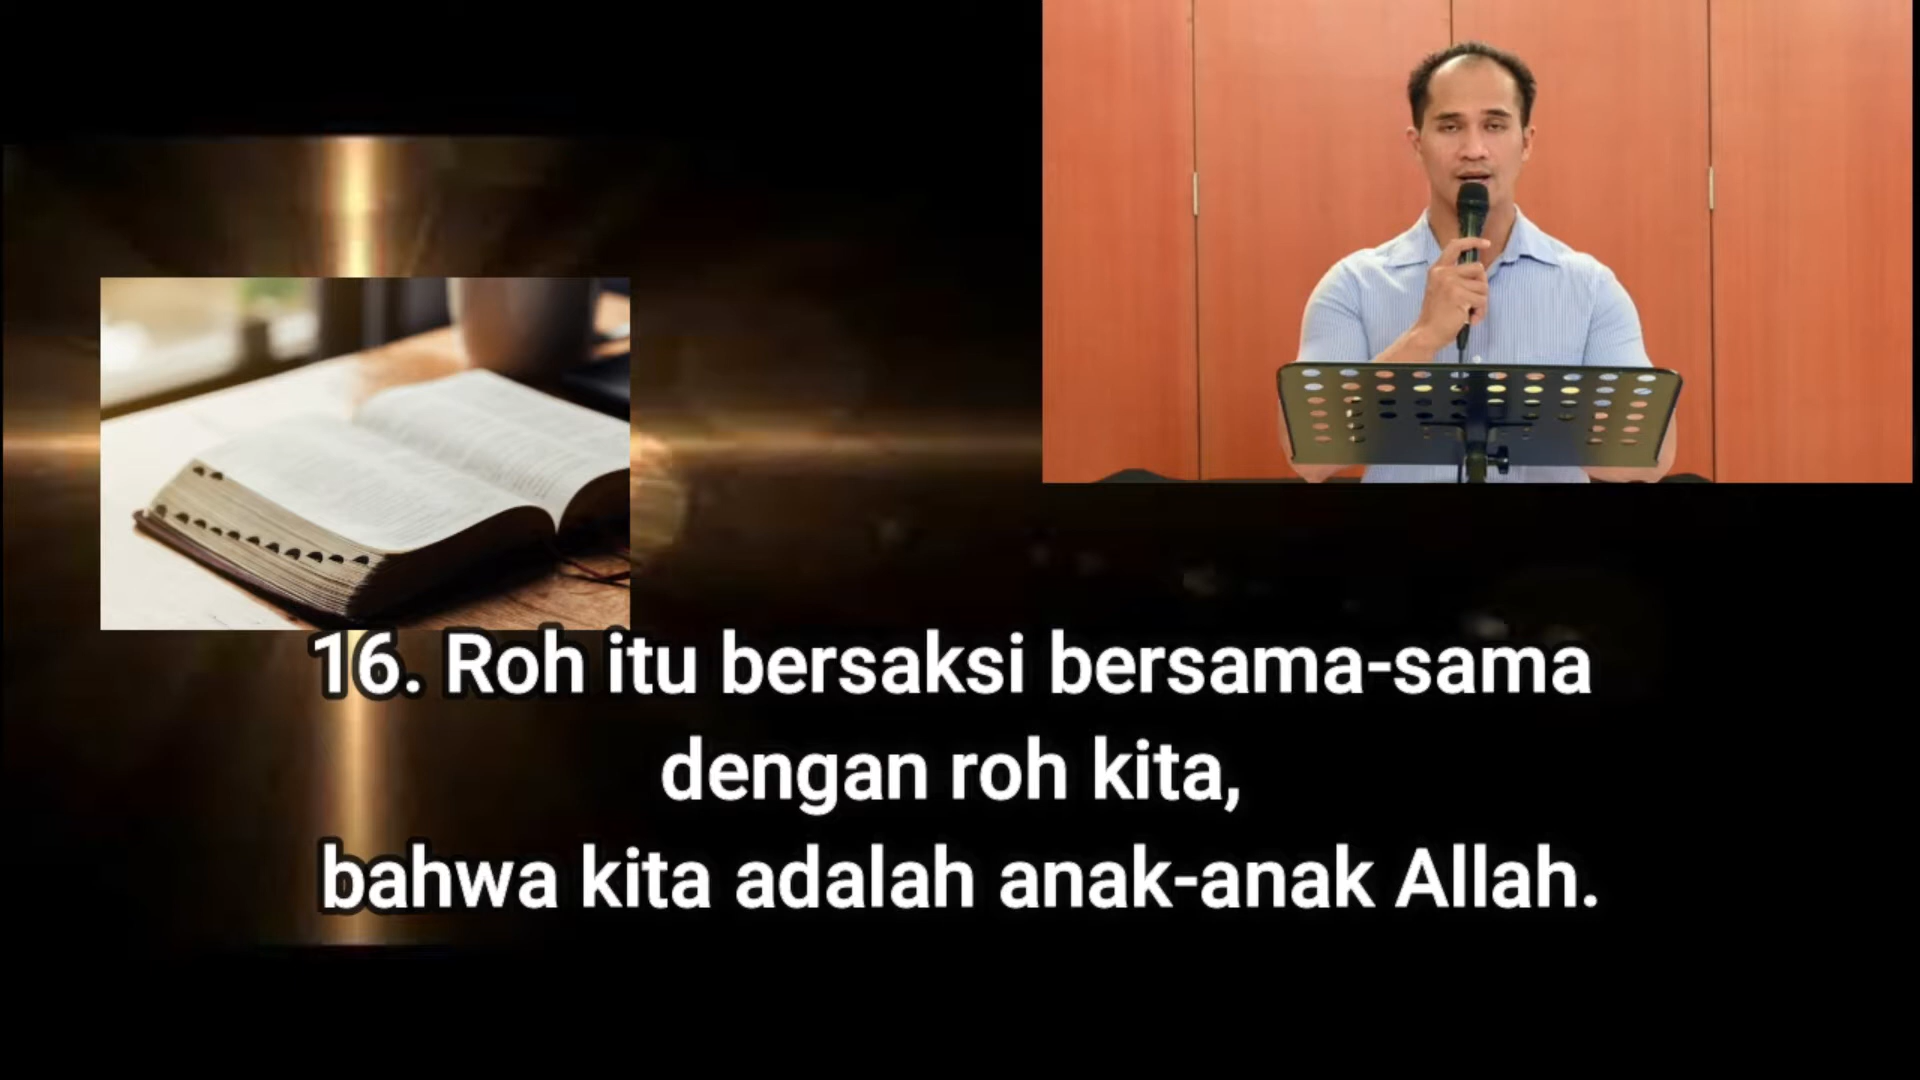 16. Roh itu bersaksi bersama-sama
dengan roh kita,
bahwa kita adalah anak-anak Allah.